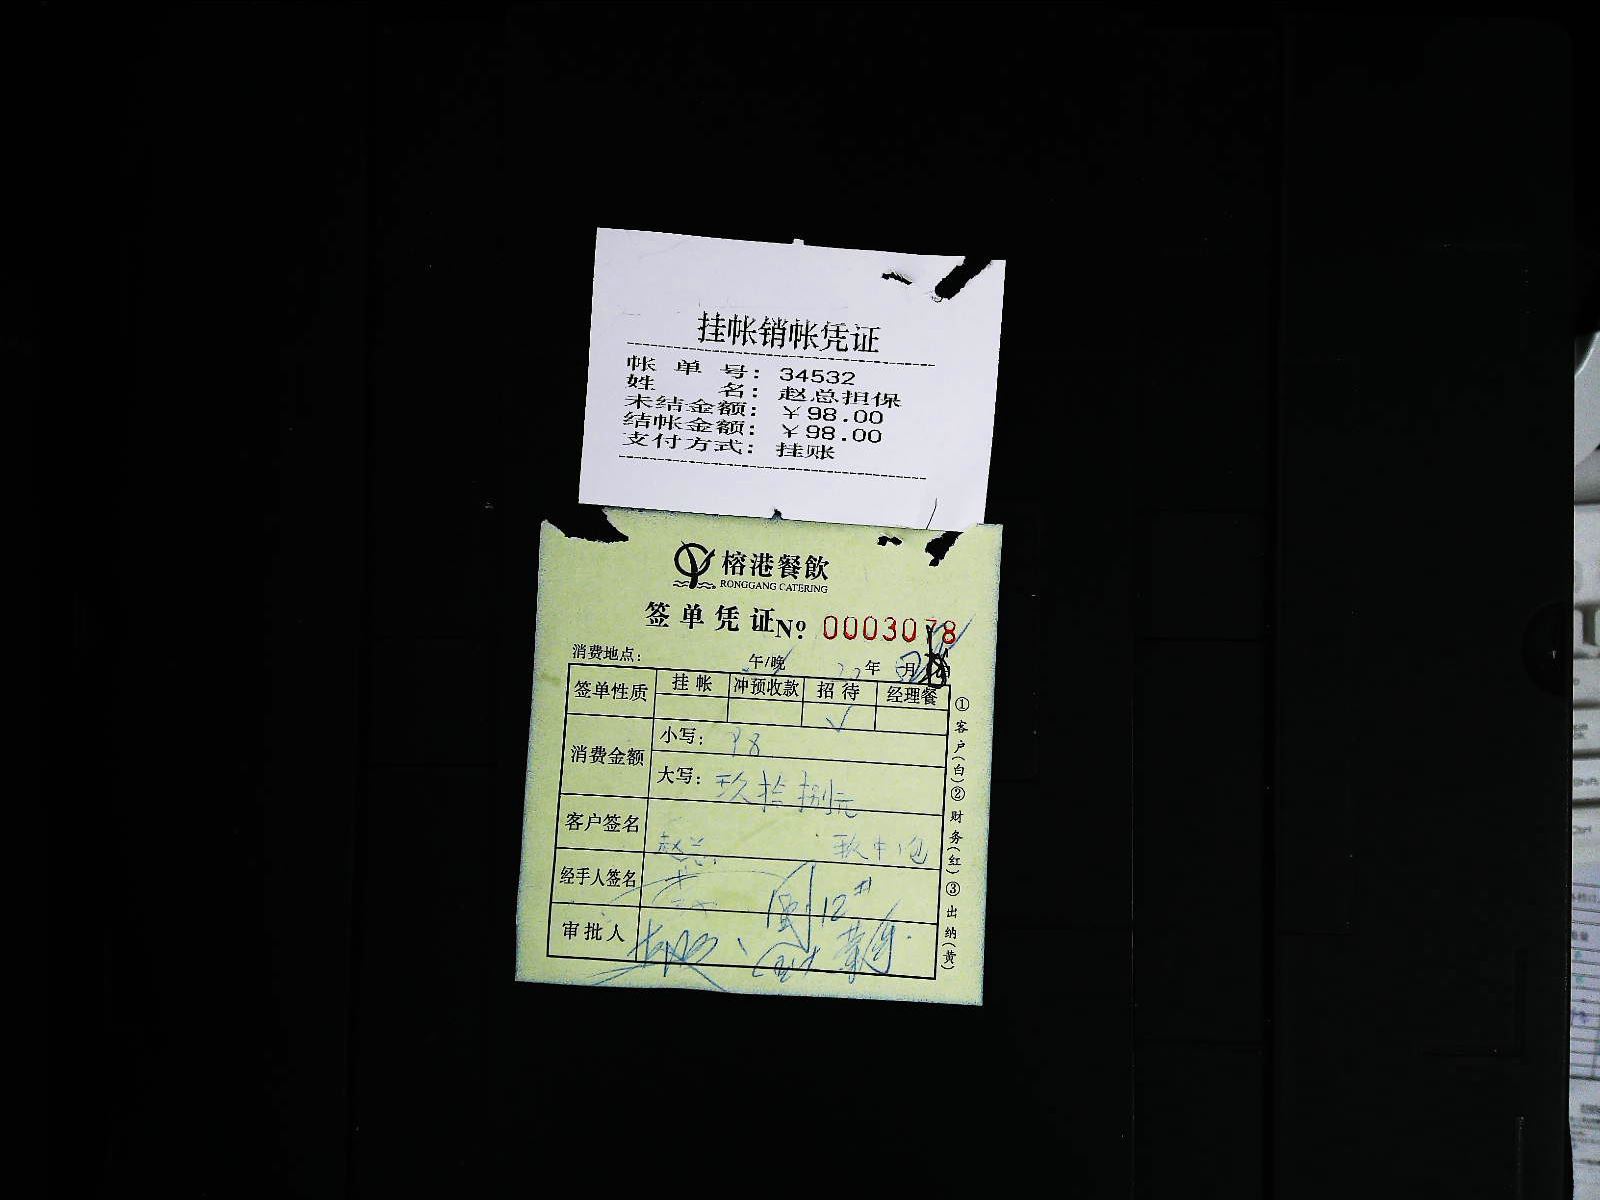 挂帐销帐凭证
帐单号：34532
姓名：赵总担保
未结金额：￥98.00
结帐金额：￥98.00
支付方式：挂账
榕港餐飲
RONGGANG CATERING
签单凭证 Nº 0003078
消费地点： 午/晚 年 月
签单性质 挂帐 冲预收款 招待 经理餐
√
消费金额 小写：98
大写：玖拾捌元
客户签名 赵总
经手人签名
审批人
①客户(白)②财务(红)③出纳(黄)